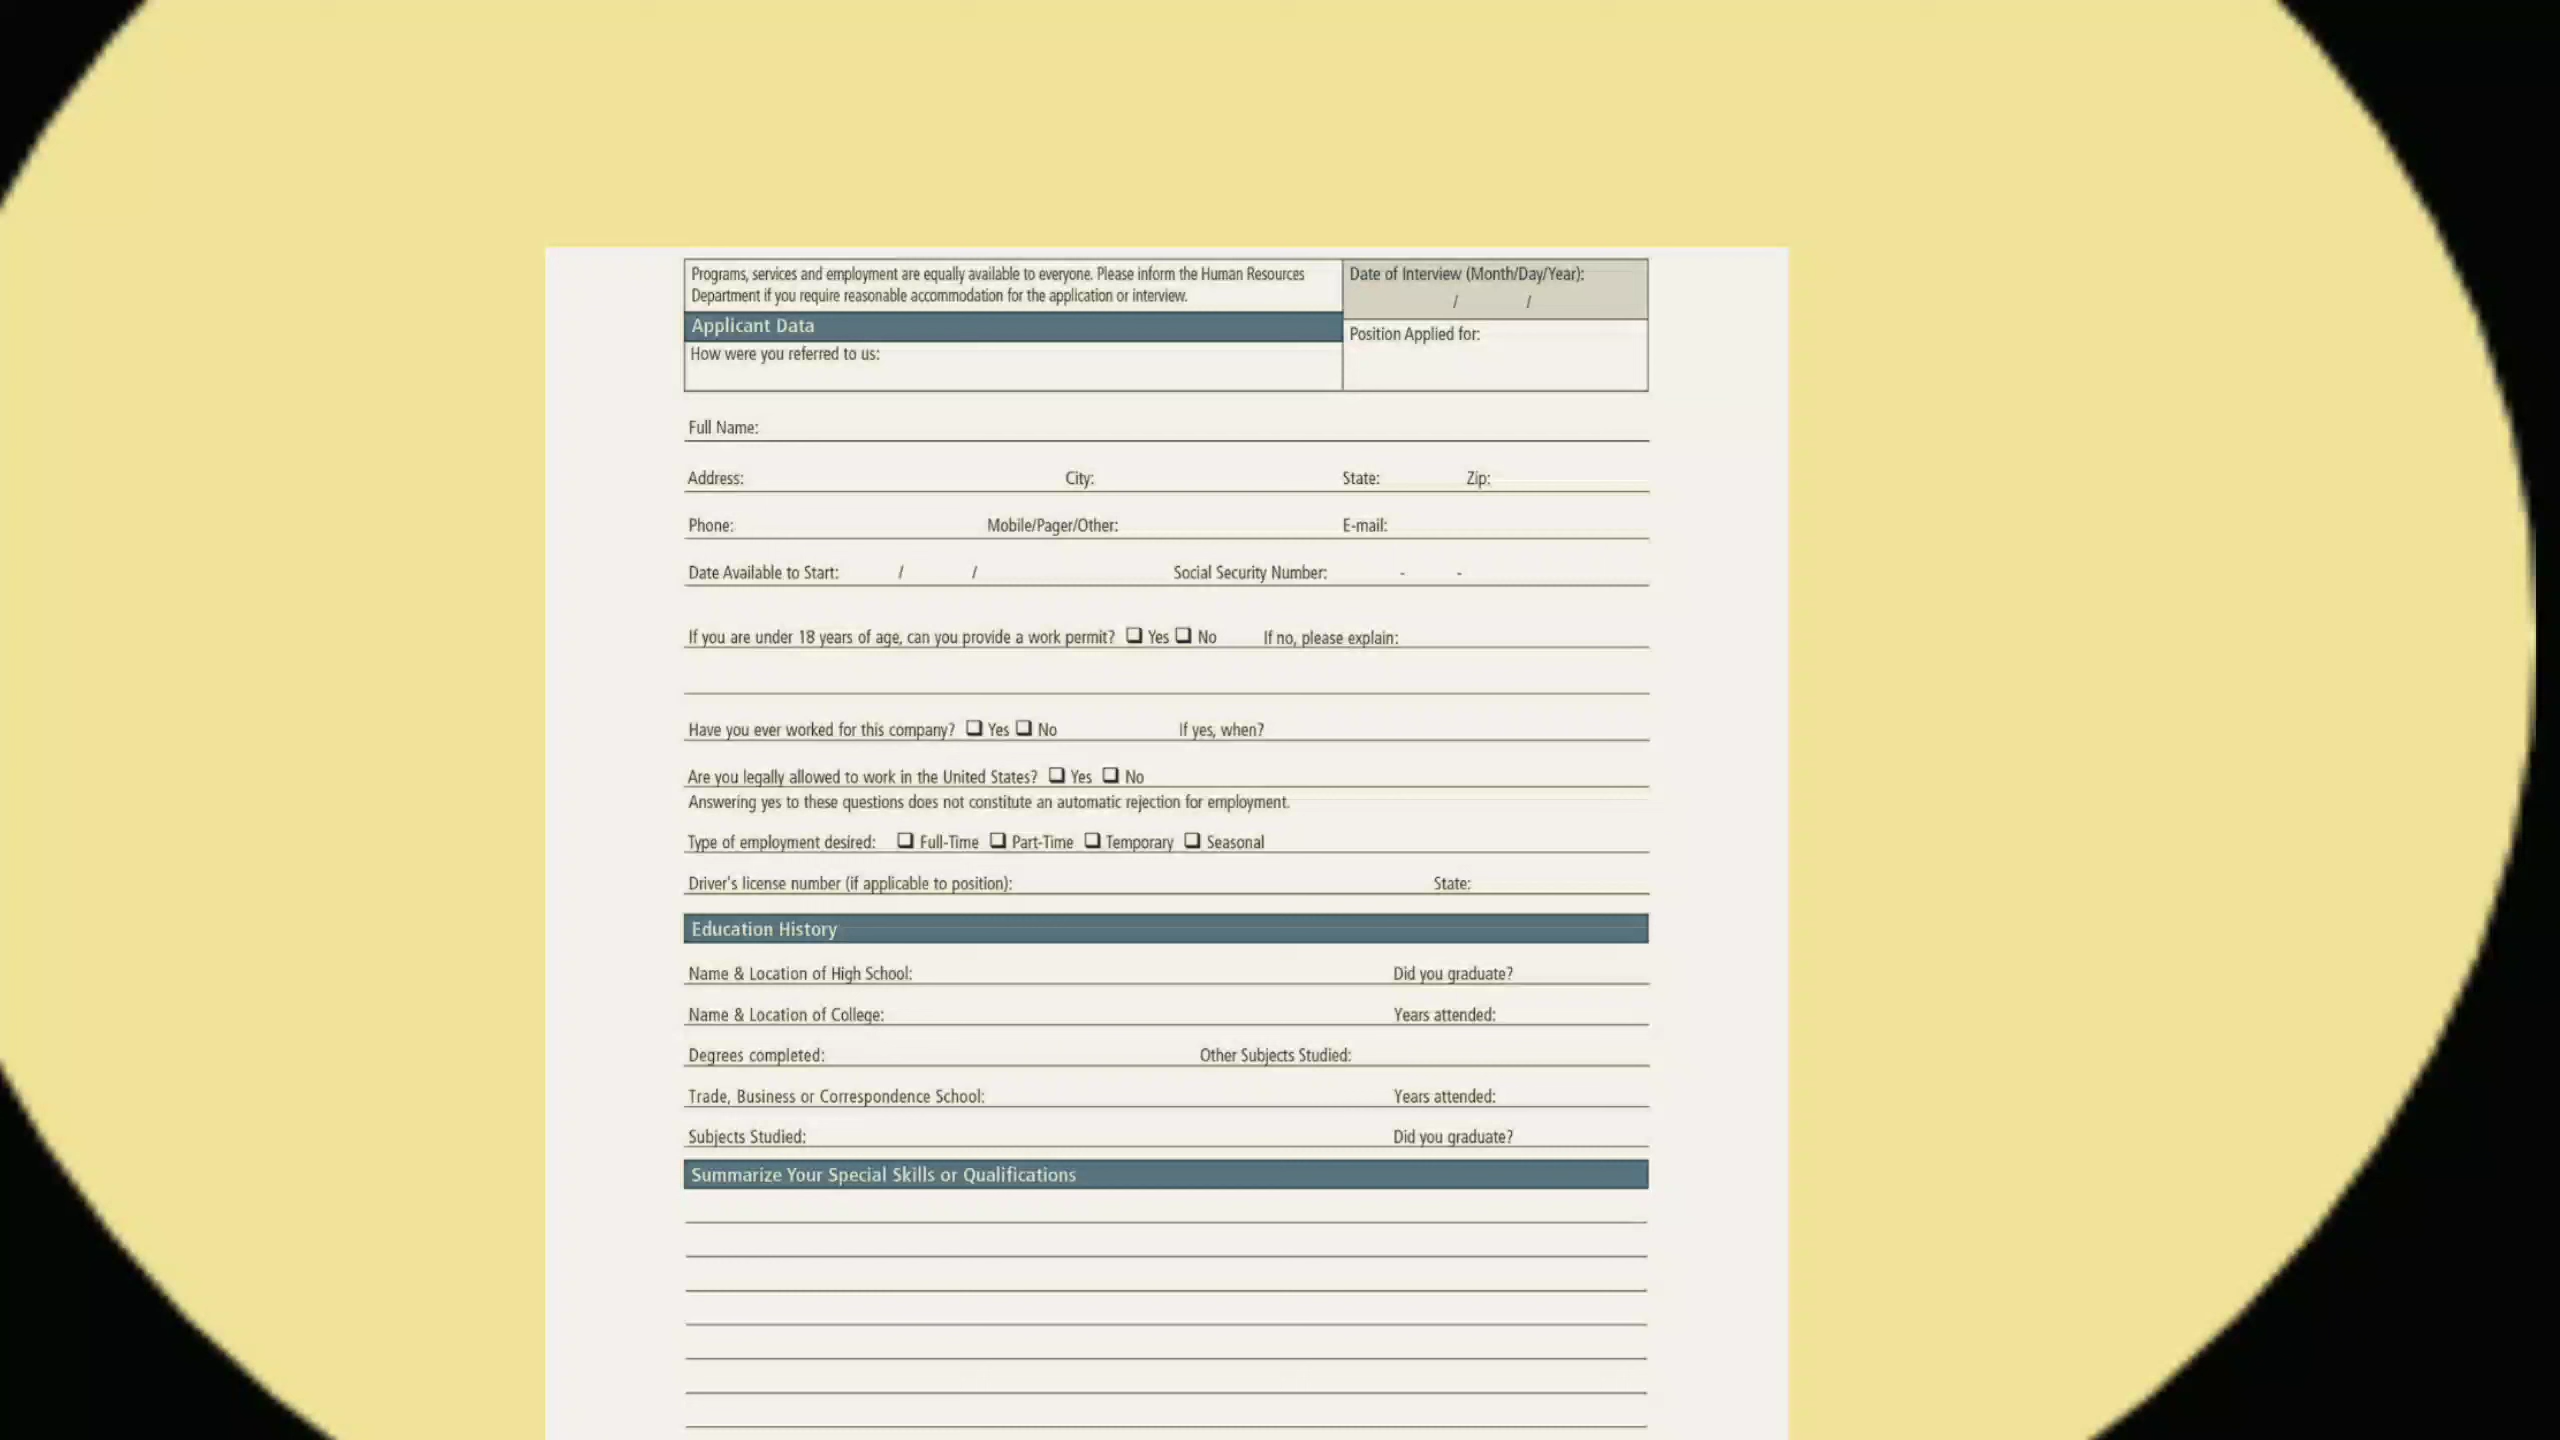 Programs, services and employment are equally available to everyone. Please inform the Human Resources
Department if you require reasonable accommodation for the application or interview.
Date of Interview (Month/Day/Year):
/ /
Applicant Data
Position Applied for:
How were you referred to us:
Full Name:
Address: City: State: Zip:
Phone: Mobile/Pager/Other: E-mail:
Date Available to Start: / / Social Security Number: - -
If you are under 18 years of age, can you provide a work permit? ❑ Yes ❑ No If no, please explain:
Have you ever worked for this company? ❑ Yes ❑ No If yes, when?
Are you legally allowed to work in the United States? ❑ Yes ❑ No
Answering yes to these questions does not constitute an automatic rejection for employment.
Type of employment desired: ❑ Full-Time ❑ Part-Time ❑ Temporary ❑ Seasonal
Driver's license number (if applicable to position): State:
Education History
Name & Location of High School: Did you graduate?
Name & Location of College: Years attended:
Degrees completed: Other Subjects Studied:
Trade, Business or Correspondence School: Years attended:
Subjects Studied: Did you graduate?
Summarize Your Special Skills or Qualifications